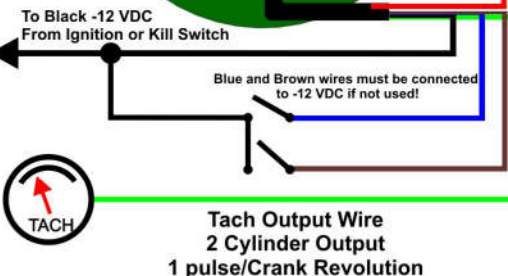 To Black -12 VDC
From Ignition or Kill Switch
Blue and Brown wires must be connected
to -12 VDC if not used!
TACH
Tach Output Wire
2 Cylinder Output
1 pulse/Crank Revolution